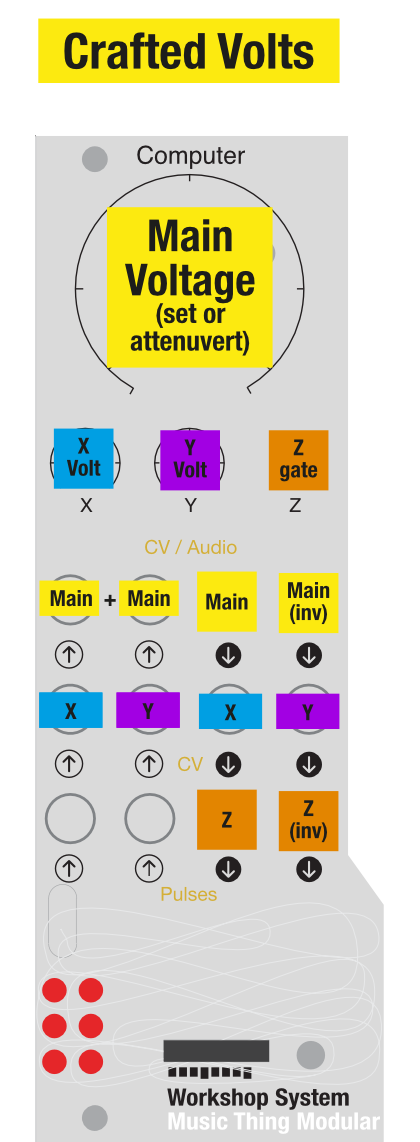 Crafted Volts
Computer
Main
Voltage
(set or
attenuvert)
X
Volt
Y
Volt
Z
gate
X Y Z
CV / Audio
Main + Main Main Main
(inv)
X Y X Y
CV
Z Z
(inv)
Pulses
Workshop System
Music Thing Modular